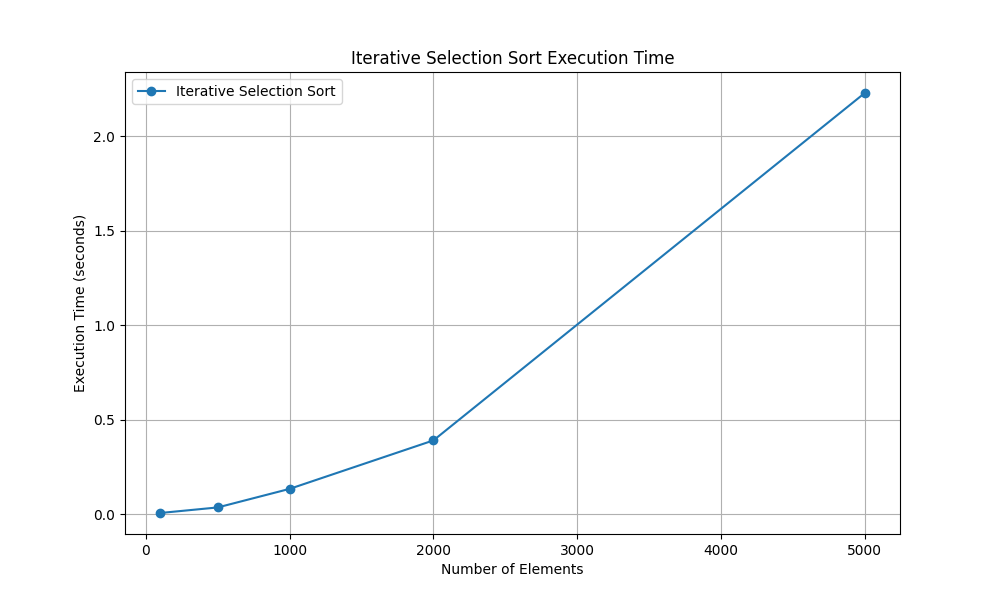 Iterative Selection Sort Execution Time
Iterative Selection Sort
Execution Time (seconds)
2.0
1.5
1.0
0.5
0.0
0 1000 2000 3000 4000 5000
Number of Elements